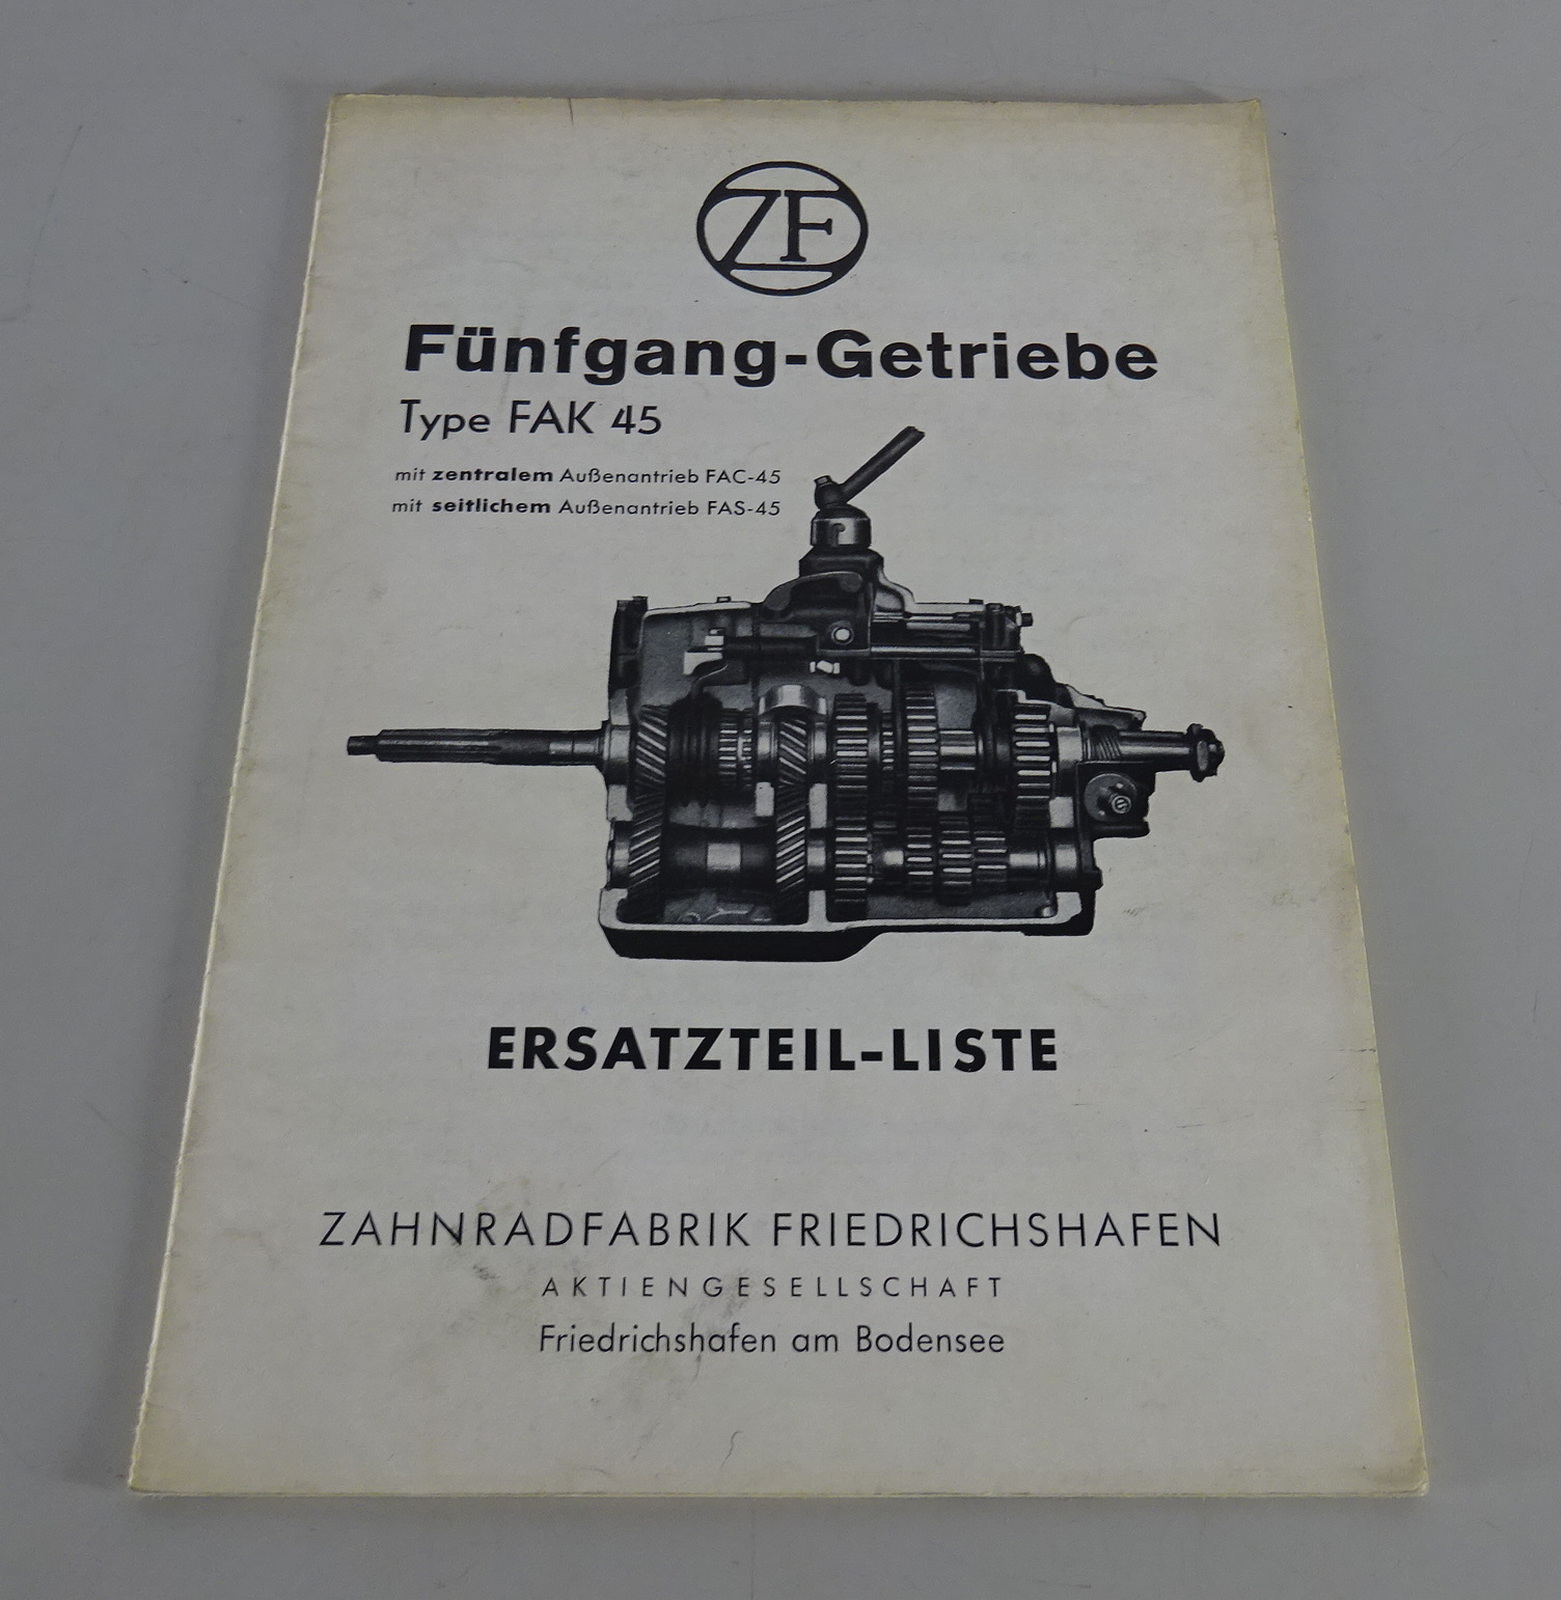 ZF
Fünfgang-Getriebe
Type FAK 45
mit zentralem Außenantrieb FAC-45
mit seitlichem Außenantrieb FAS-45
ERSATZTEIL-LISTE
ZAHNRADFABRIK FRIEDRICHSHAFEN
AKTIENGESELLSCHAFT
Friedrichshafen am Bodensee